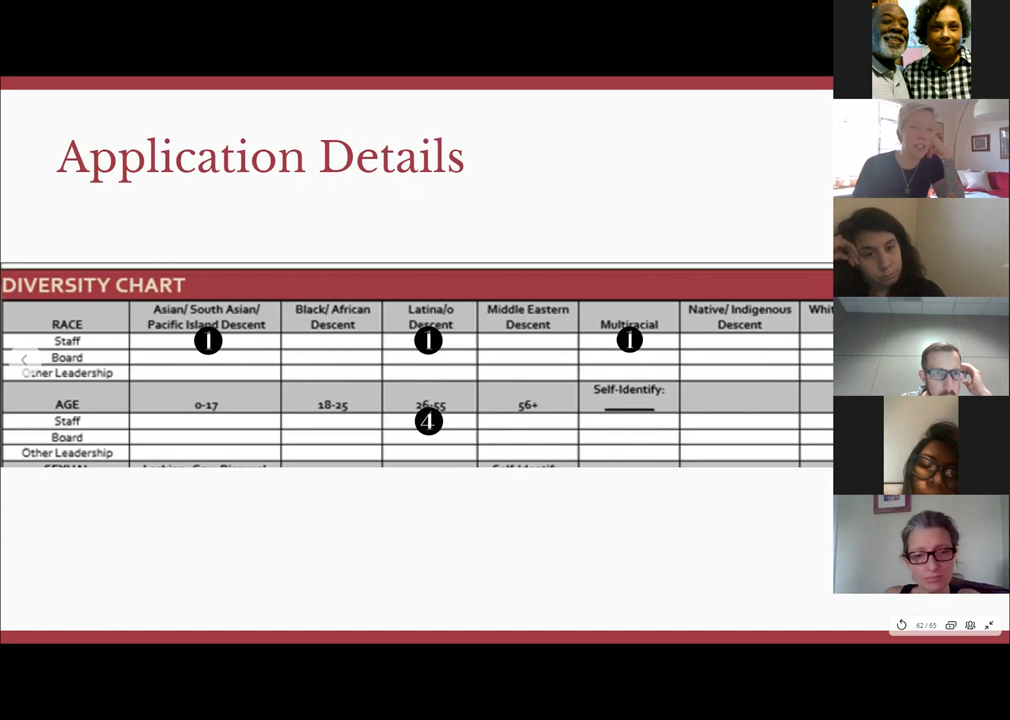 Application Details
DIVERSITY CHART
RACE Asian/ South Asian/ Pacific Island Descent Black/ African Descent Latina/o Descent Middle Eastern Descent Multiracial Native/ Indigenous Descent
Staff 1 1 1
Board
Other Leadership
AGE 0-17 18-25 26-55 56+ Self-Identify:
Staff 4
Board
Other Leadership
62 / 65